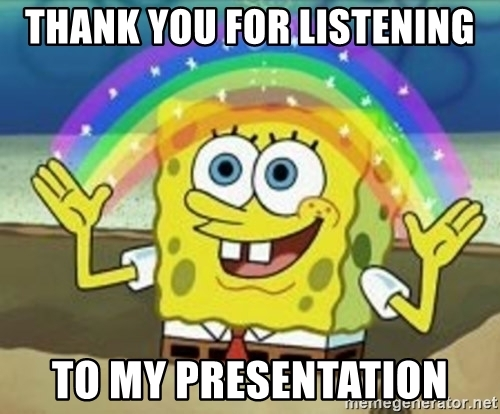 THANK YOU FOR LISTENING
TO MY PRESENTATION
memegenerator.net